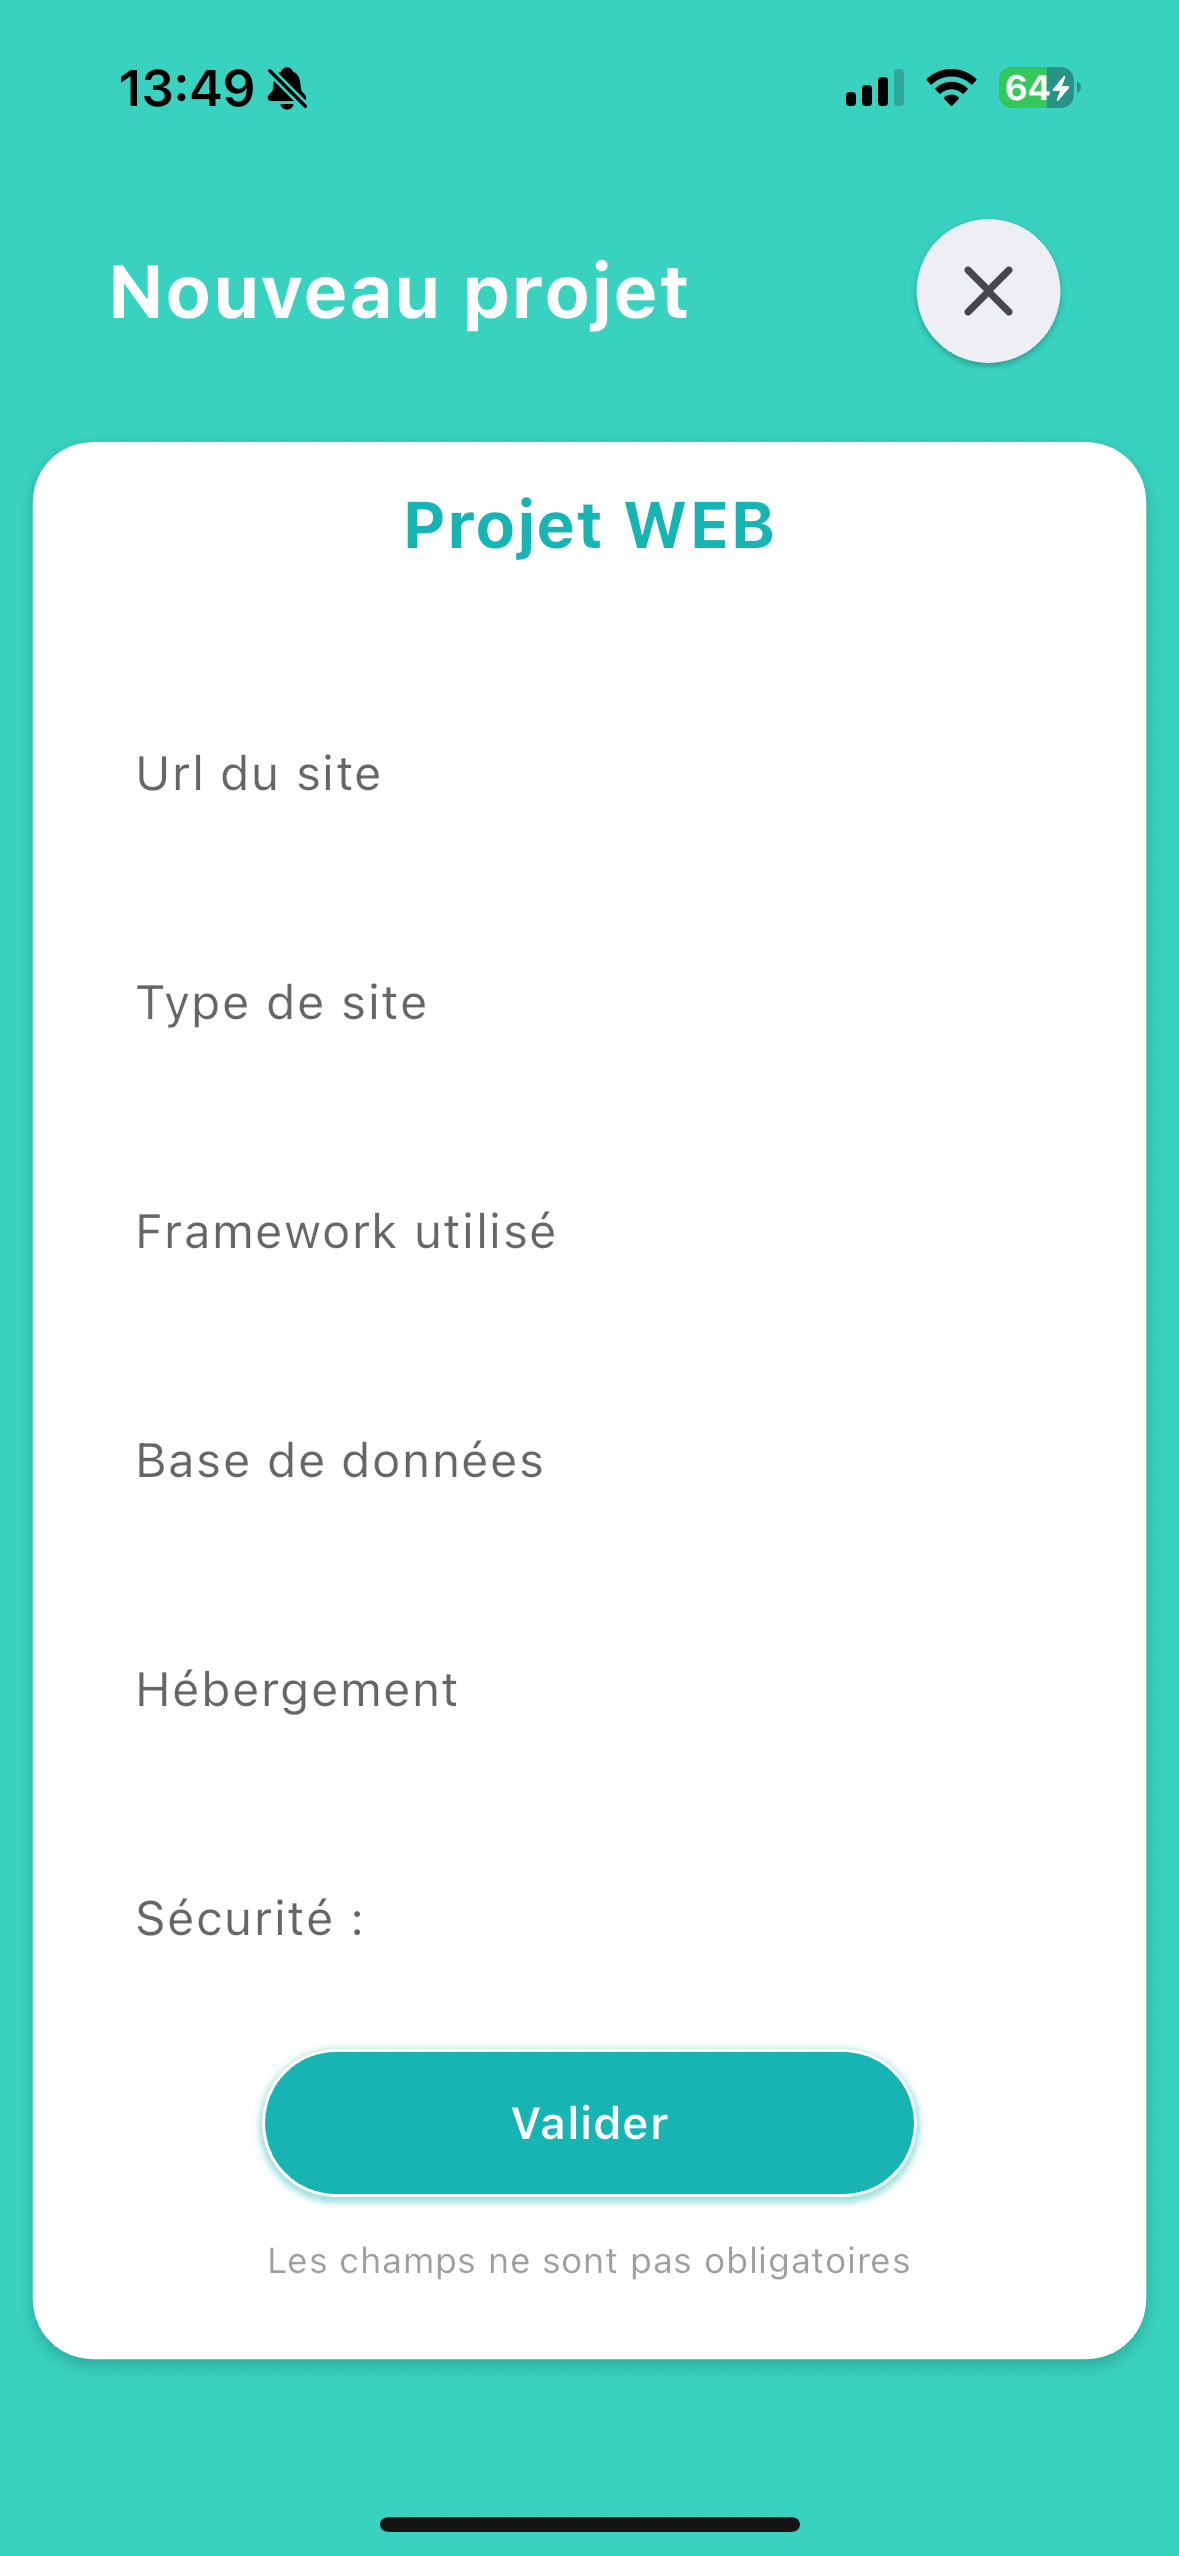 13:49
64
Nouveau projet
Projet WEB
Url du site
Type de site
Framework utilisé
Base de données
Hébergement
Sécurité :
Valider
Les champs ne sont pas obligatoires